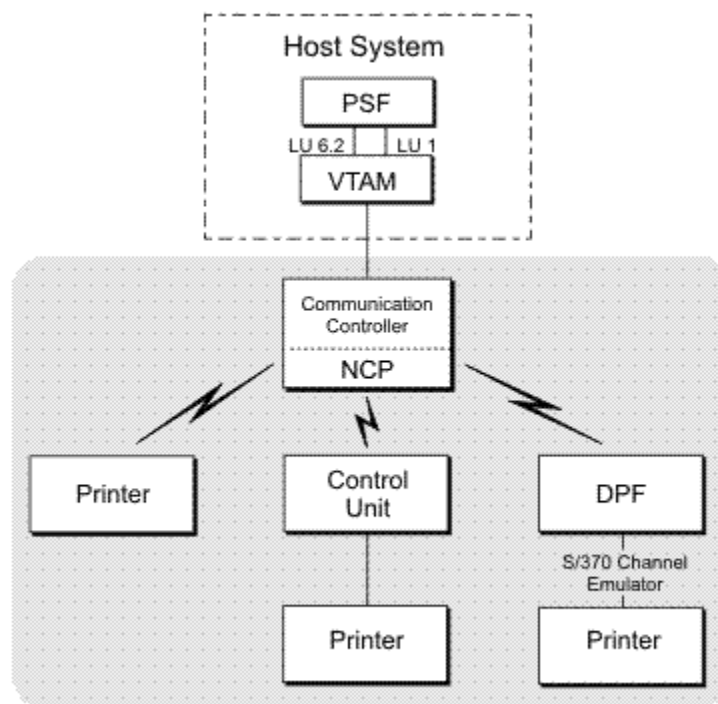 Host System
PSF
LU 6.2 LU 1
VTAM
Communication
Controller
NCP
Printer
Control
Unit
DPF
S/370 Channel
Emulator
Printer
Printer